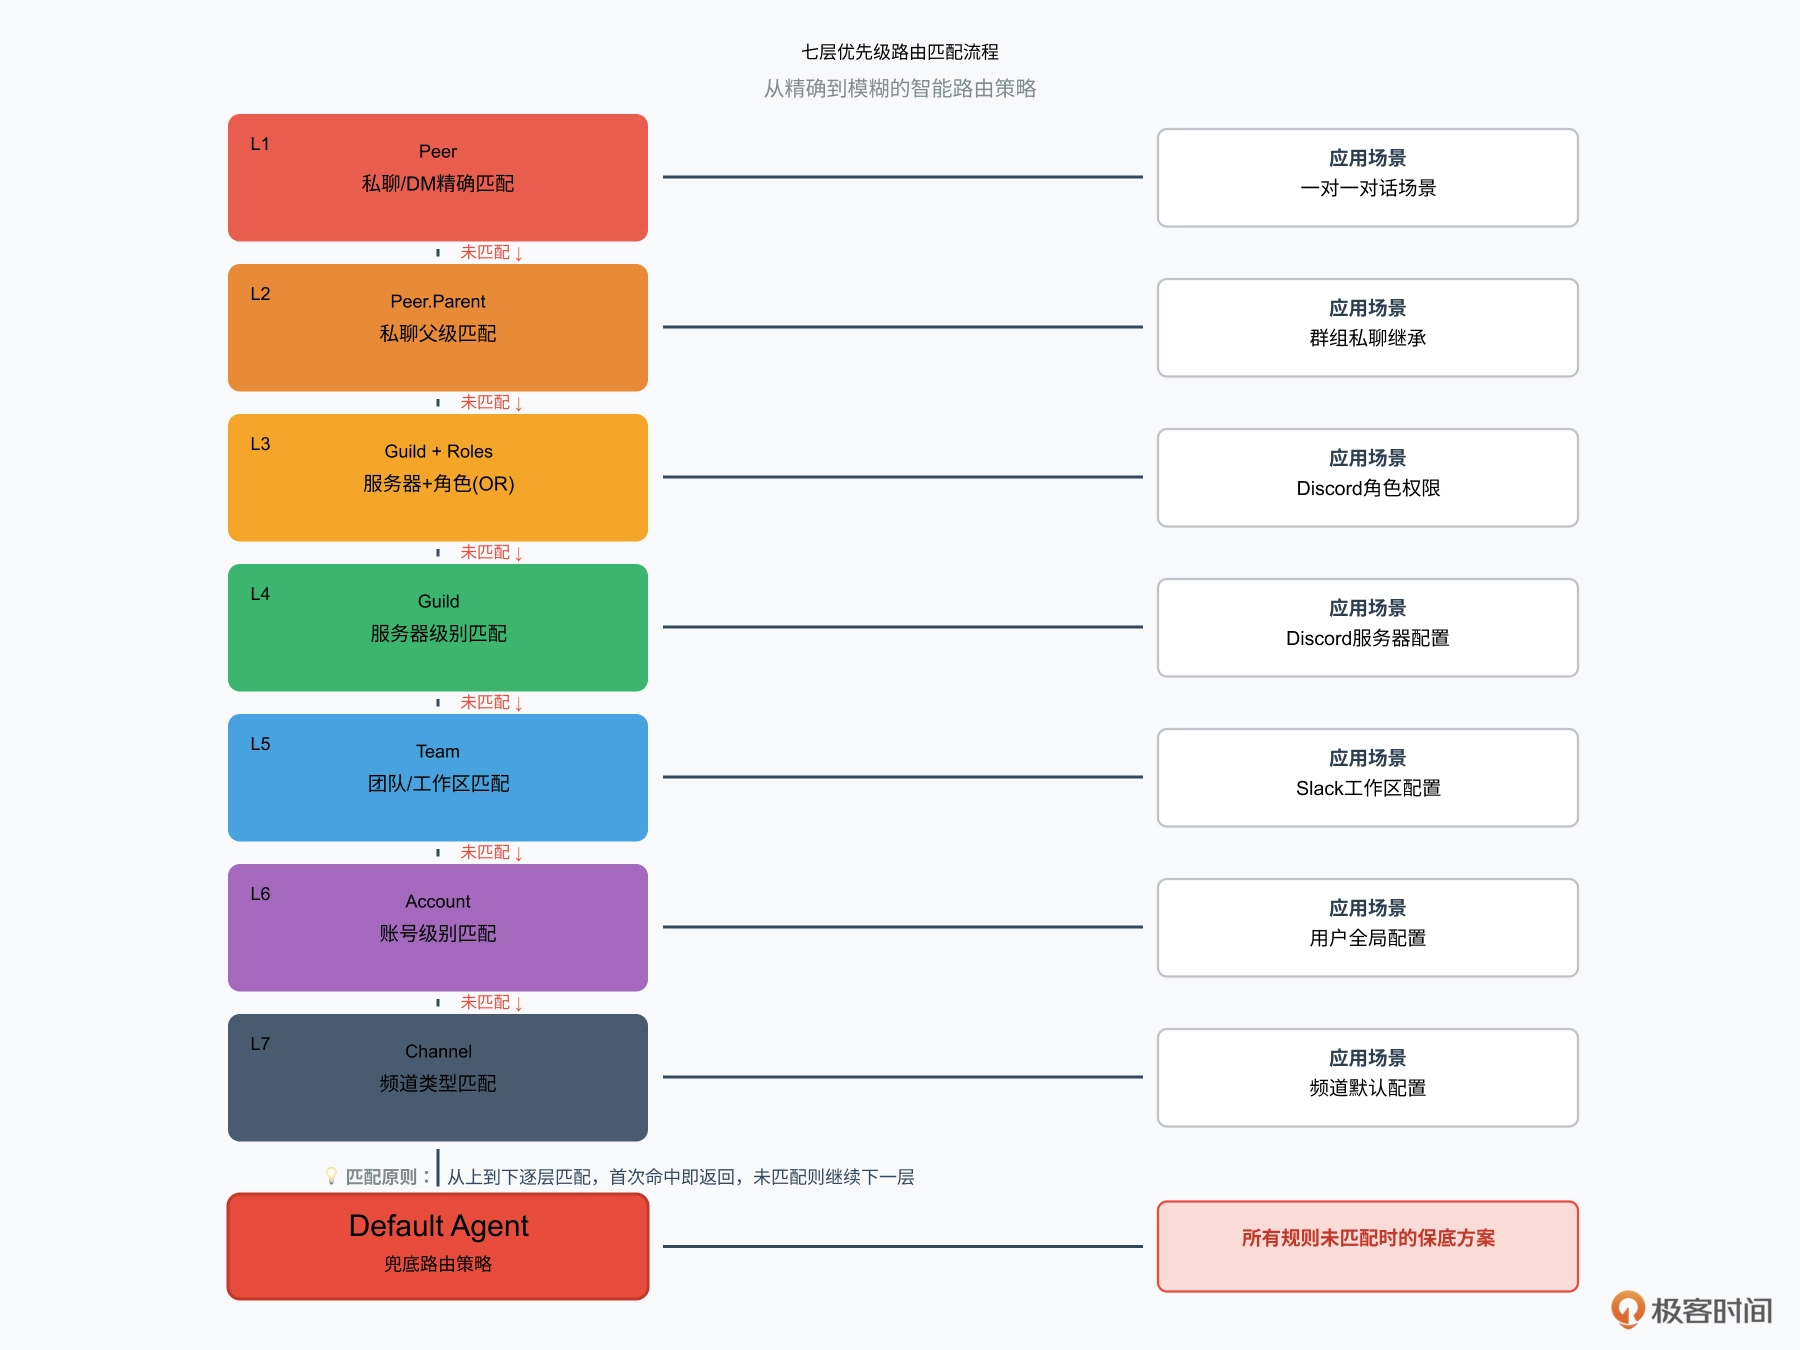 七层优先级路由匹配流程
从精确到模糊的智能路由策略
L1
Peer
私聊/DM精确匹配
应用场景
一对一对话场景
未匹配 ↓
L2
Peer.Parent
私聊父级匹配
应用场景
群组私聊继承
未匹配 ↓
L3
Guild + Roles
服务器+角色(OR)
应用场景
Discord角色权限
未匹配 ↓
L4
Guild
服务器级别匹配
应用场景
Discord服务器配置
未匹配 ↓
L5
Team
团队/工作区匹配
应用场景
Slack工作区配置
未匹配 ↓
L6
Account
账号级别匹配
应用场景
用户全局配置
未匹配 ↓
L7
Channel
频道类型匹配
应用场景
频道默认配置
💡 匹配原则：从上到下逐层匹配，首次命中即返回，未匹配则继续下一层
Default Agent
兜底路由策略
所有规则未匹配时的保底方案
极客时间